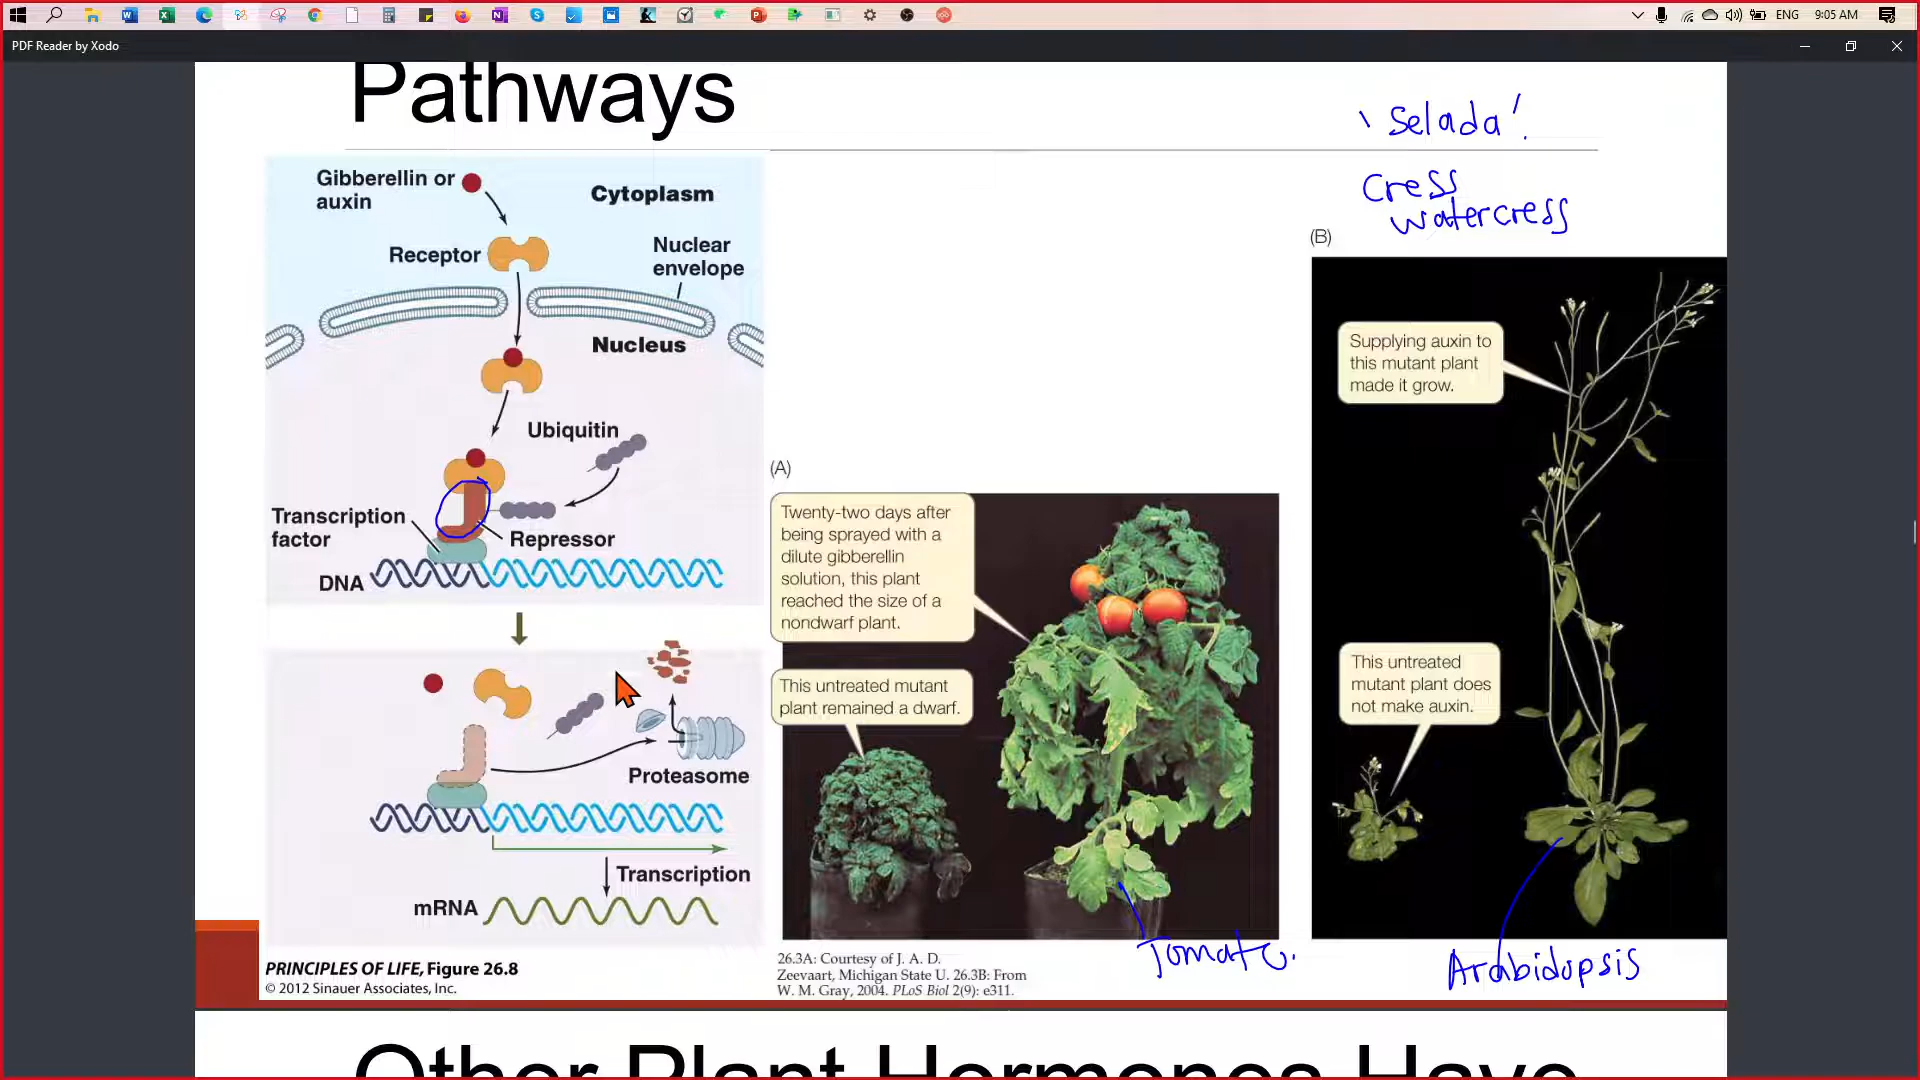 ENG
9:05 AM
PDF Reader by Xodo
Pathways
' Selada'.
Cress
watercress
Gibberellin or
auxin
Cytoplasm
Receptor
Nuclear
envelope
Nucleus
Ubiquitin
Transcription
factor
Repressor
DNA
Proteasome
Transcription
mRNA
PRINCIPLES OF LIFE, Figure 26.8
© 2012 Sinauer Associates, Inc.
(A)
Twenty-two days after
being sprayed with a
dilute gibberellin
solution, this plant
reached the size of a
nondwarf plant.
This untreated mutant
plant remained a dwarf.
Tomato.
26.3A: Courtesy of J. A. D.
Zeevaart, Michigan State U. 26.3B: From
W. M. Gray, 2004. PLoS Biol 2(9): e311.
(B)
Supplying auxin to
this mutant plant
made it grow.
This untreated
mutant plant does
not make auxin.
Arabidopsis
Other Plant Hormones Have